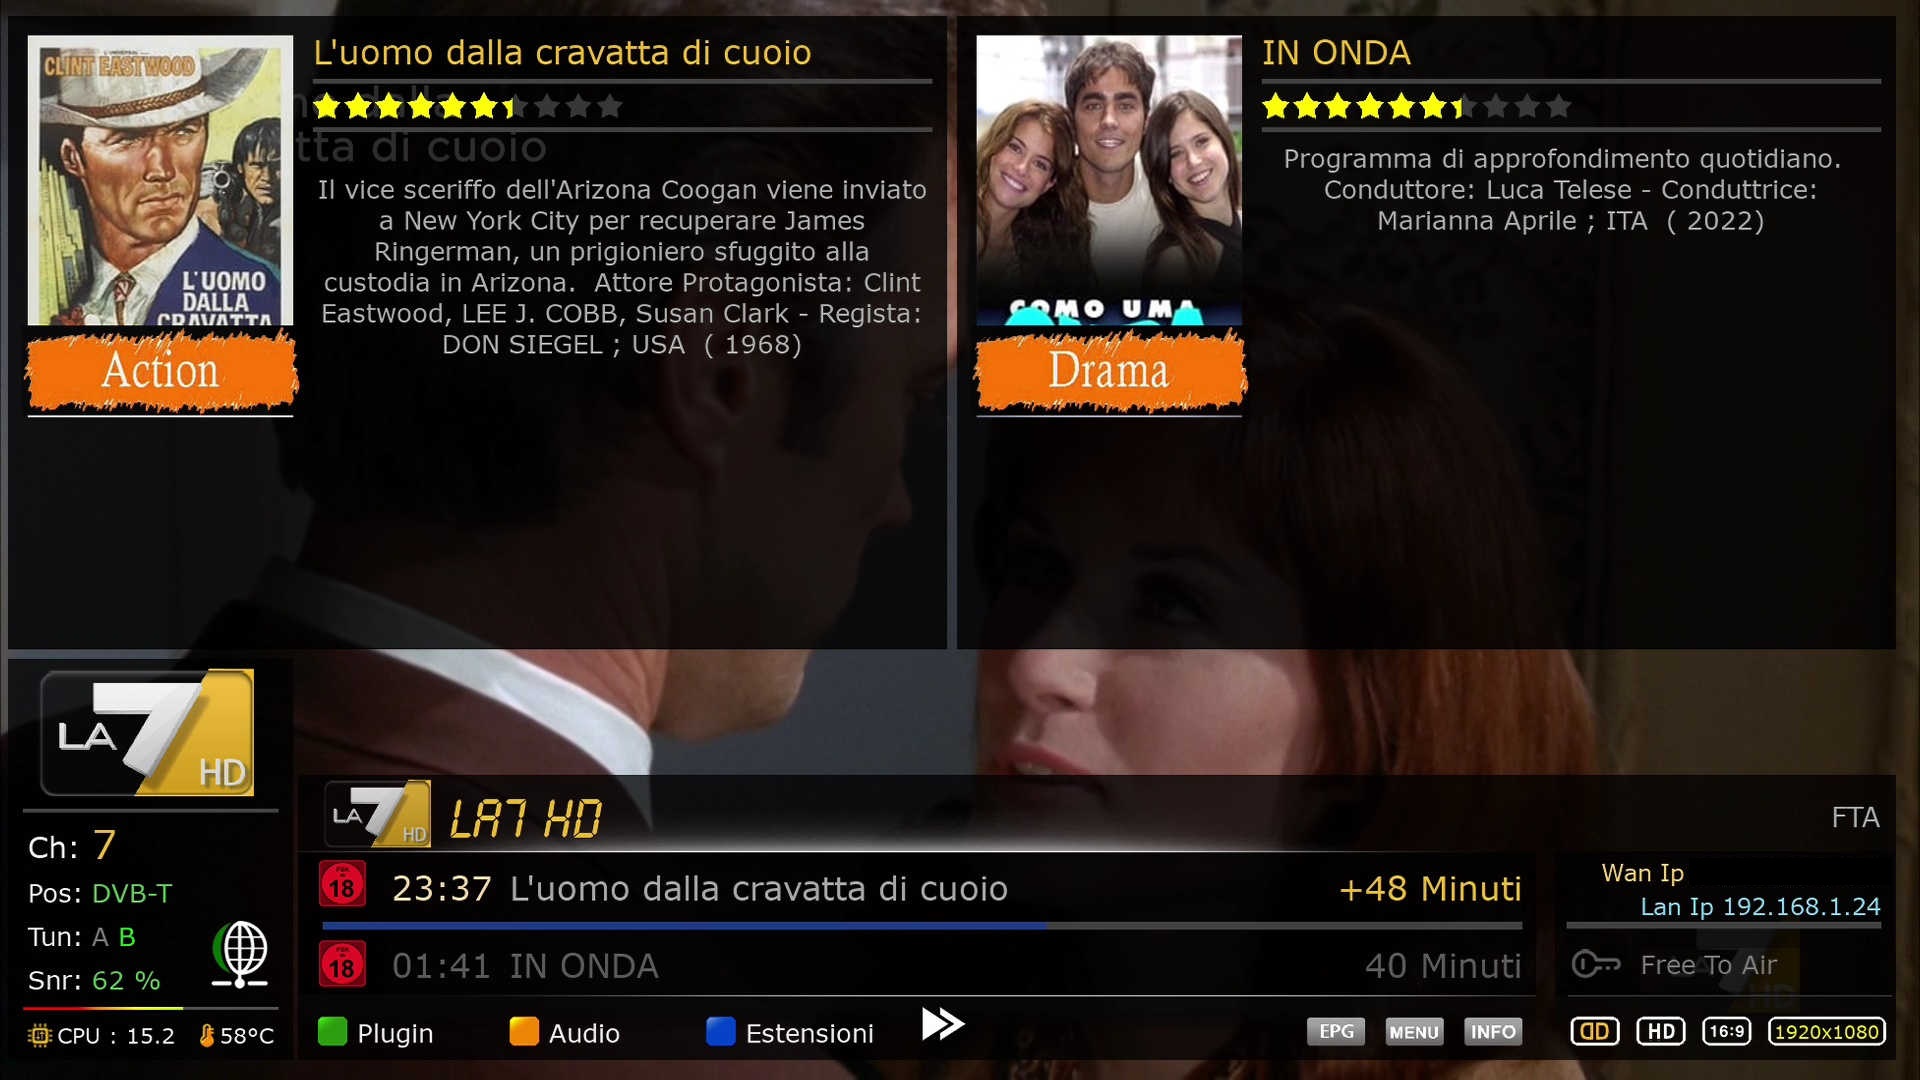 CLINT EASTWOOD
L'UOMO
DALLA
CRAVATTA
Action
L'uomo dalla cravatta di cuoio
Il vice sceriffo dell'Arizona Coogan viene inviato
a New York City per recuperare James
Ringerman, un prigioniero sfuggito alla
custodia in Arizona.  Attore Protagonista: Clint
Eastwood, LEE J. COBB, Susan Clark - Regista:
DON SIEGEL ; USA  ( 1968)
COMO UMA
Drama
IN ONDA
Programma di approfondimento quotidiano.
Conduttore: Luca Telese - Conduttrice:
Marianna Aprile ; ITA  ( 2022)
LA 7 HD
Ch: 7
Pos: DVB-T
Tun: A B
Snr: 62 %
CPU : 15.2 58°C
LA 7 HD LA7 HD
FTA
18 23:37 L'uomo dalla cravatta di cuoio +48 Minuti
18 01:41 IN ONDA 40 Minuti
Wan Ip
Lan Ip 192.168.1.24
Free To Air
Plugin Audio Estensioni
EPG MENU INFO
HD 16:9 1920x1080